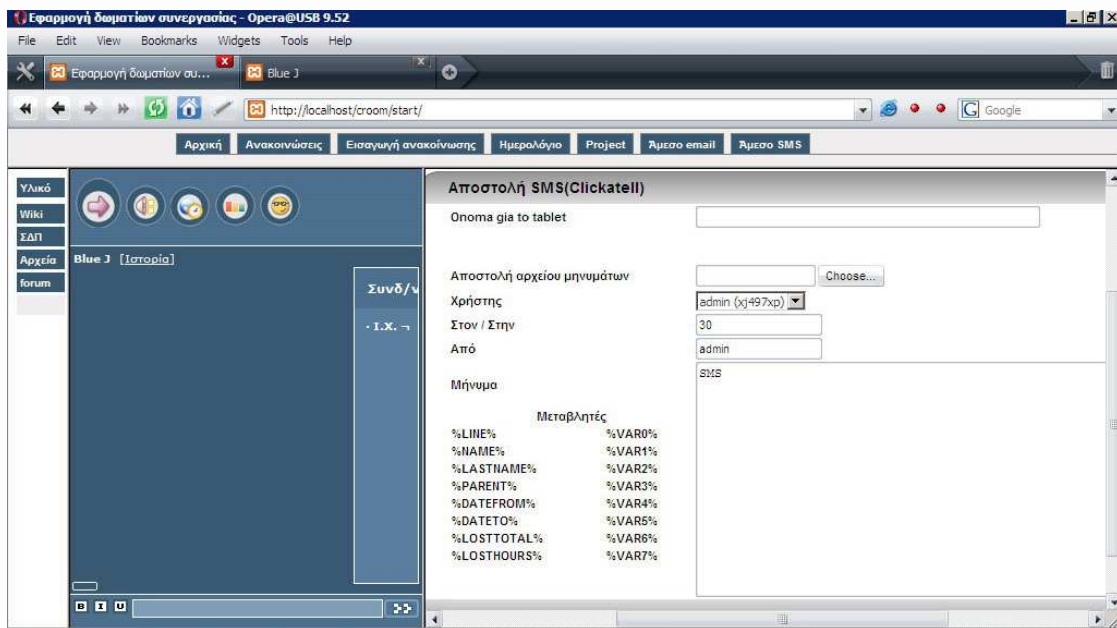 Εφαρμογή δωματίων συνεργασίας - Opera@USB 9.52
File Edit View Bookmarks Widgets Tools Help
Εφαρμογή δωματίων συ... Blue J
http://localhost/croom/start/ Google
Αρχική Ανακοινώσεις Εισαγωγή ανακοίνωσης Ημερολόγιο Project Άμεσο email Άμεσο SMS
Υλικό
Wiki
ΣΔΠ
Αρχεία
forum
Blue J [Ιστορία]
Συνδ/ν
· Ι.Χ. ¬
B I U >>
Αποστολή SMS(Clickatell)
Onoma gia to tablet
Αποστολή αρχείου μηνυμάτων Choose...
Χρήστης admin (xj497xp)
Στον / Στην 30
Από admin
Μήνυμα SMS
Μεταβλητές
%LINE% %VAR0%
%NAME% %VAR1%
%LASTNAME% %VAR2%
%PARENT% %VAR3%
%DATEFROM% %VAR4%
%DATETO% %VAR5%
%LOSTTOTAL% %VAR6%
%LOSTHOURS% %VAR7%